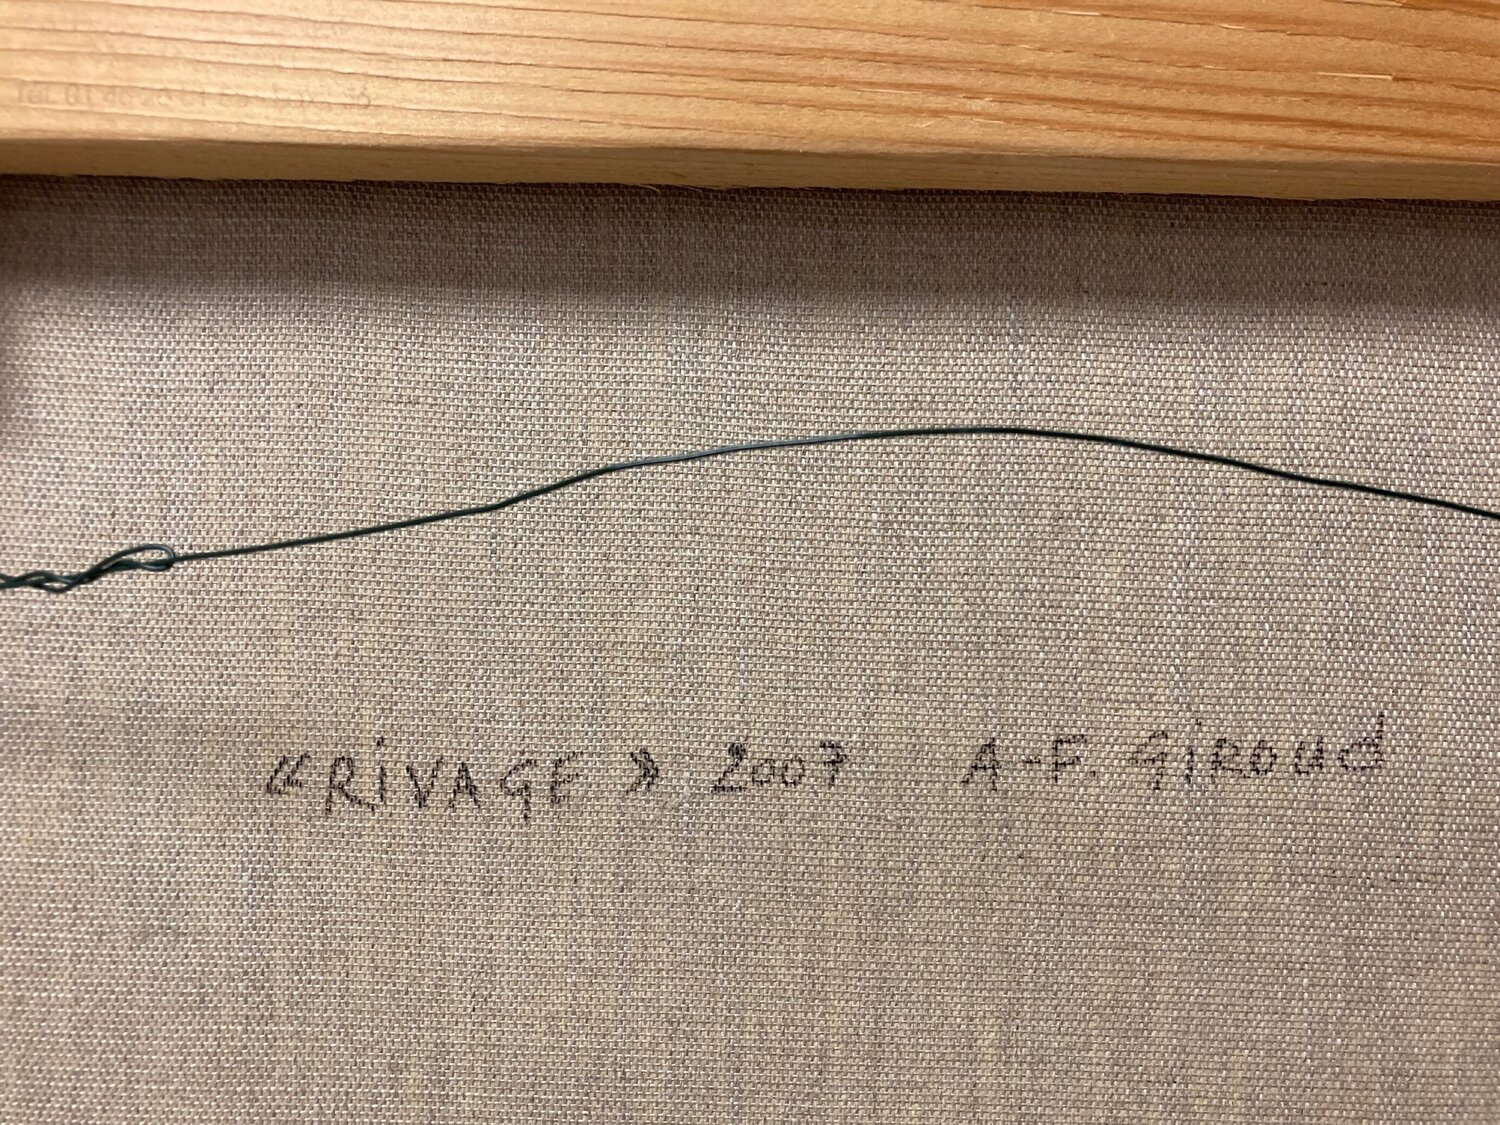 « RiVAGE » 2007 A-F. GiROUd